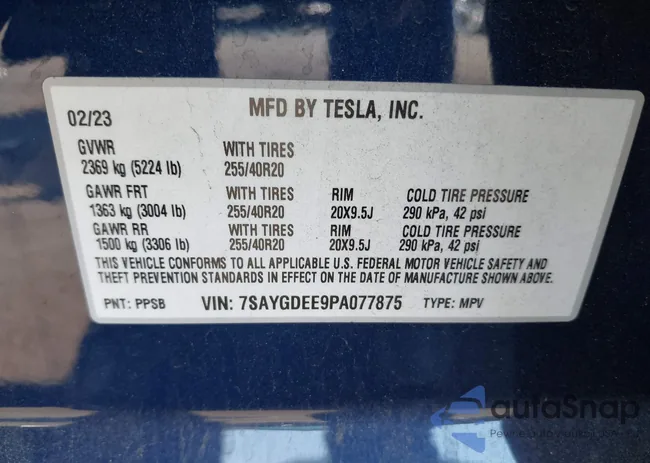 MFD BY TESLA, INC.
02/23
GVWR WITH TIRES
2369 kg (5224 lb) 255/40R20
GAWR FRT WITH TIRES RIM COLD TIRE PRESSURE
1363 kg (3004 lb) 255/40R20 20X9.5J 290 kPa, 42 psi
GAWR RR WITH TIRES RIM COLD TIRE PRESSURE
1500 kg (3306 lb) 255/40R20 20X9.5J 290 kPa, 42 psi
THIS VEHICLE CONFORMS TO ALL APPLICABLE U.S. FEDERAL MOTOR VEHICLE SAFETY AND
THEFT PREVENTION STANDARDS IN EFFECT ON THE DATE OF MANUFACTURE SHOWN ABOVE.
PNT: PPSB VIN: 7SAYGDEE9PA077875 TYPE: MPV
autoSnap